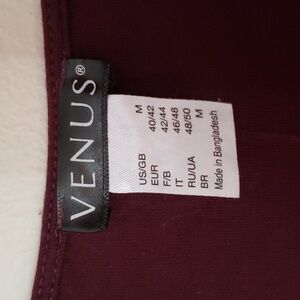 VENUS®
US/GB M
EUR 40/42
F/B 42/44
IT 46/48
RU/UA 48/50
BR M
Made in Bangladesh